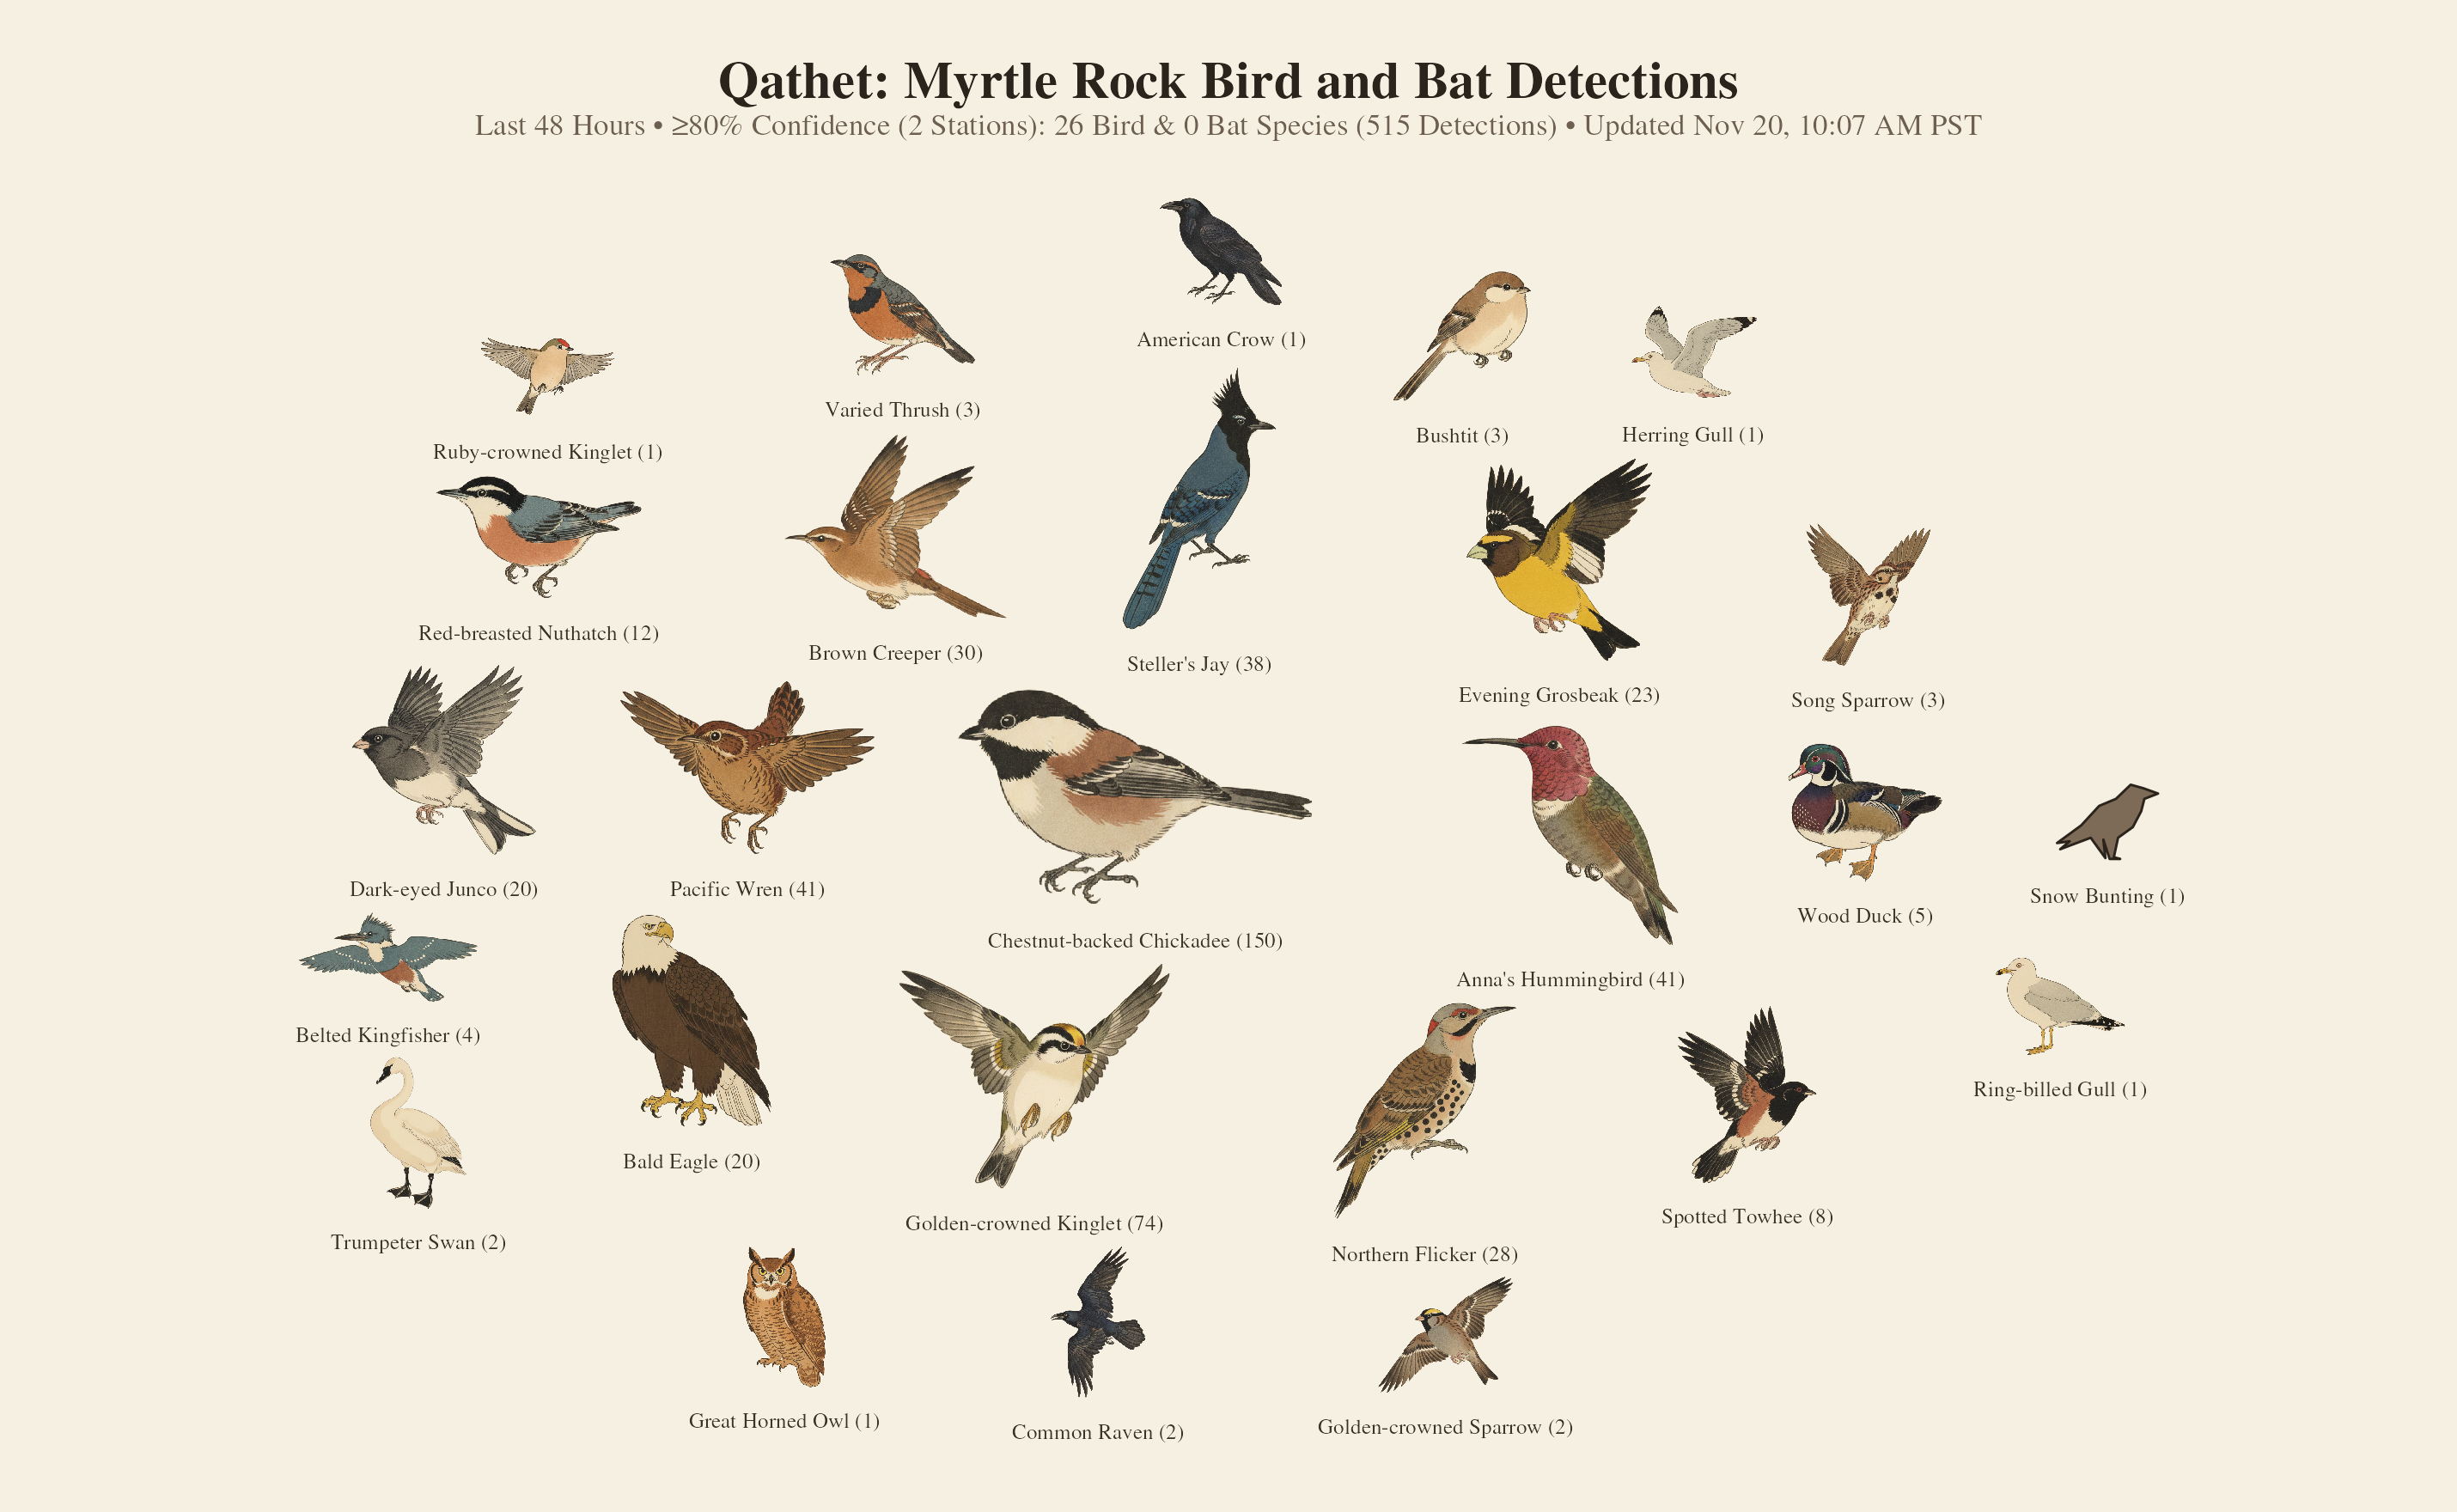 Qathet: Myrtle Rock Bird and Bat Detections
Last 48 Hours • ≥80% Confidence (2 Stations): 26 Bird & 0 Bat Species (515 Detections) • Updated Nov 20, 10:07 AM PST
American Crow (1)
Varied Thrush (3)
Bushtit (3)
Herring Gull (1)
Ruby-crowned Kinglet (1)
Red-breasted Nuthatch (12)
Brown Creeper (30)
Steller's Jay (38)
Evening Grosbeak (23)
Song Sparrow (3)
Dark-eyed Junco (20)
Pacific Wren (41)
Chestnut-backed Chickadee (150)
Anna's Hummingbird (41)
Wood Duck (5)
Snow Bunting (1)
Belted Kingfisher (4)
Bald Eagle (20)
Golden-crowned Kinglet (74)
Northern Flicker (28)
Spotted Towhee (8)
Ring-billed Gull (1)
Trumpeter Swan (2)
Great Horned Owl (1)
Common Raven (2)
Golden-crowned Sparrow (2)